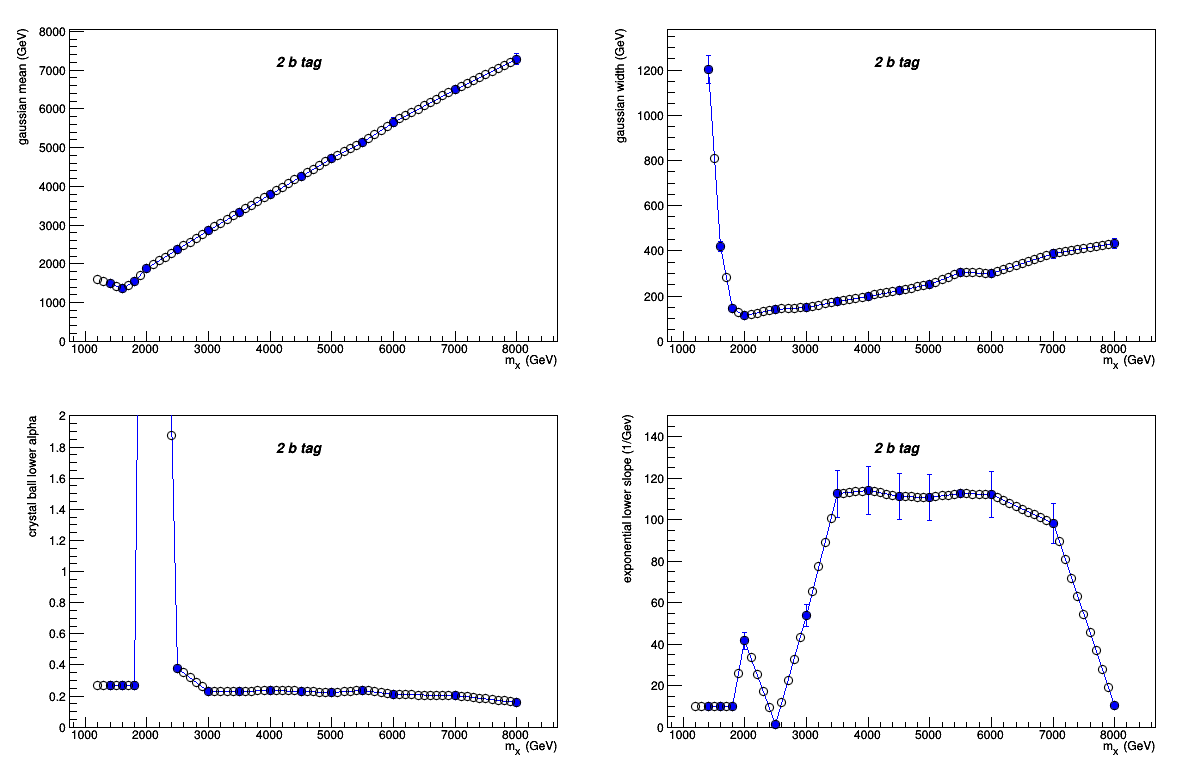 gaussian mean (GeV)
2 b tag
8000
7000
6000
5000
4000
3000
2000
1000
0
1000 2000 3000 4000 5000 6000 7000 8000
mX (GeV)
gaussian width (GeV)
2 b tag
1200
1000
800
600
400
200
0
1000 2000 3000 4000 5000 6000 7000 8000
mX (GeV)
crystal ball lower alpha
2 b tag
2
1.8
1.6
1.4
1.2
1
0.8
0.6
0.4
0.2
0
1000 2000 3000 4000 5000 6000 7000 8000
mX (GeV)
exponential lower slope (1/Gev)
2 b tag
140
120
100
80
60
40
20
0
1000 2000 3000 4000 5000 6000 7000 8000
mX (GeV)